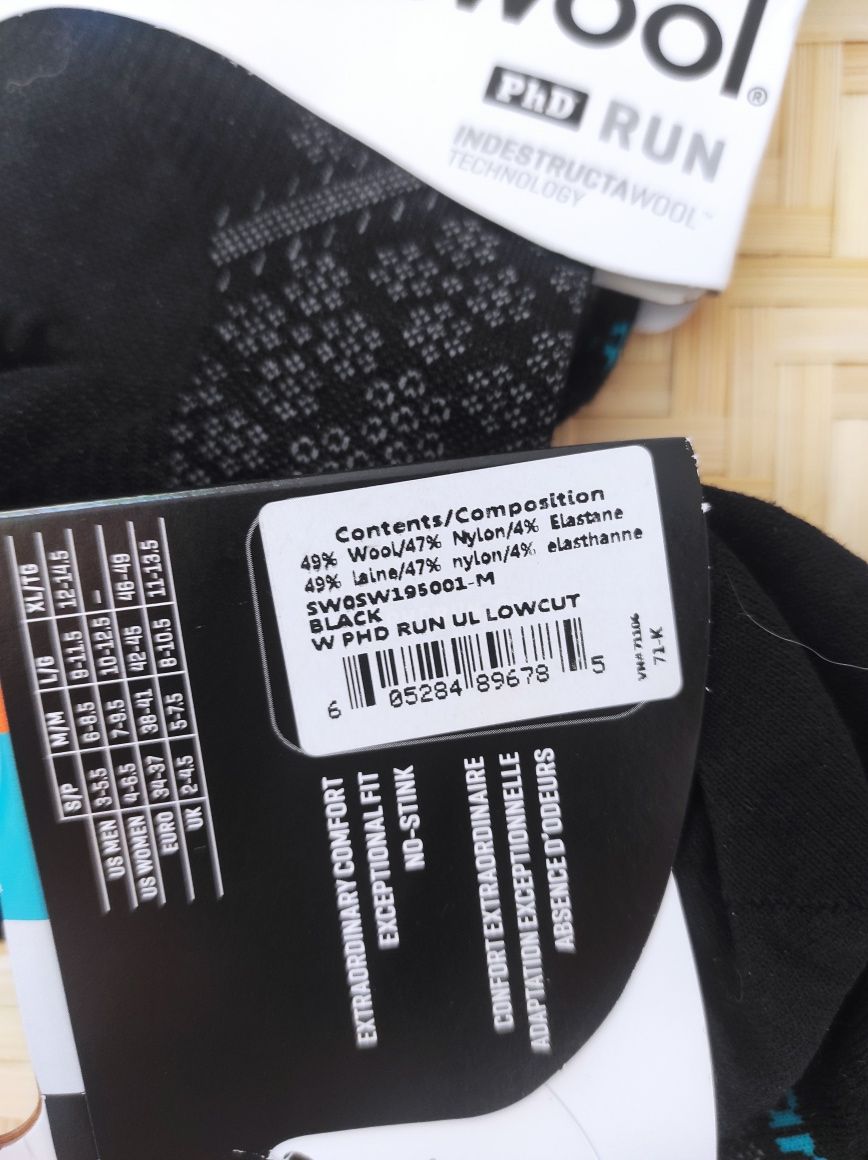 wool®
PhD RUN
INDESTRUCTAWOOL™
TECHNOLOGY
Contents/Composition
49% Wool/47% Nylon/4% Elastane
49% laine/47% nylon/4% elasthanne
SW0SW195001-M
BLACK
W PHD RUN UL LOWCUT
6 05284 89678 5
VN# 71106
71-K
S/P M/M L/G XL/TG
US MEN 3-5.5 6-8.5 9-11.5 12-14.5
US WOMEN 4-6.5 7-9.5 10-12.5 –
EURO 34-37 38-41 42-45 46-49
UK 2-4.5 5-7.5 8-10.5 11-13.5
EXTRAORDINARY COMFORT
EXCEPTIONAL FIT
NO-STINK
CONFORT EXTRAORDINAIRE
ADAPTATION EXCEPTIONNELLE
ABSENCE D'ODEURS